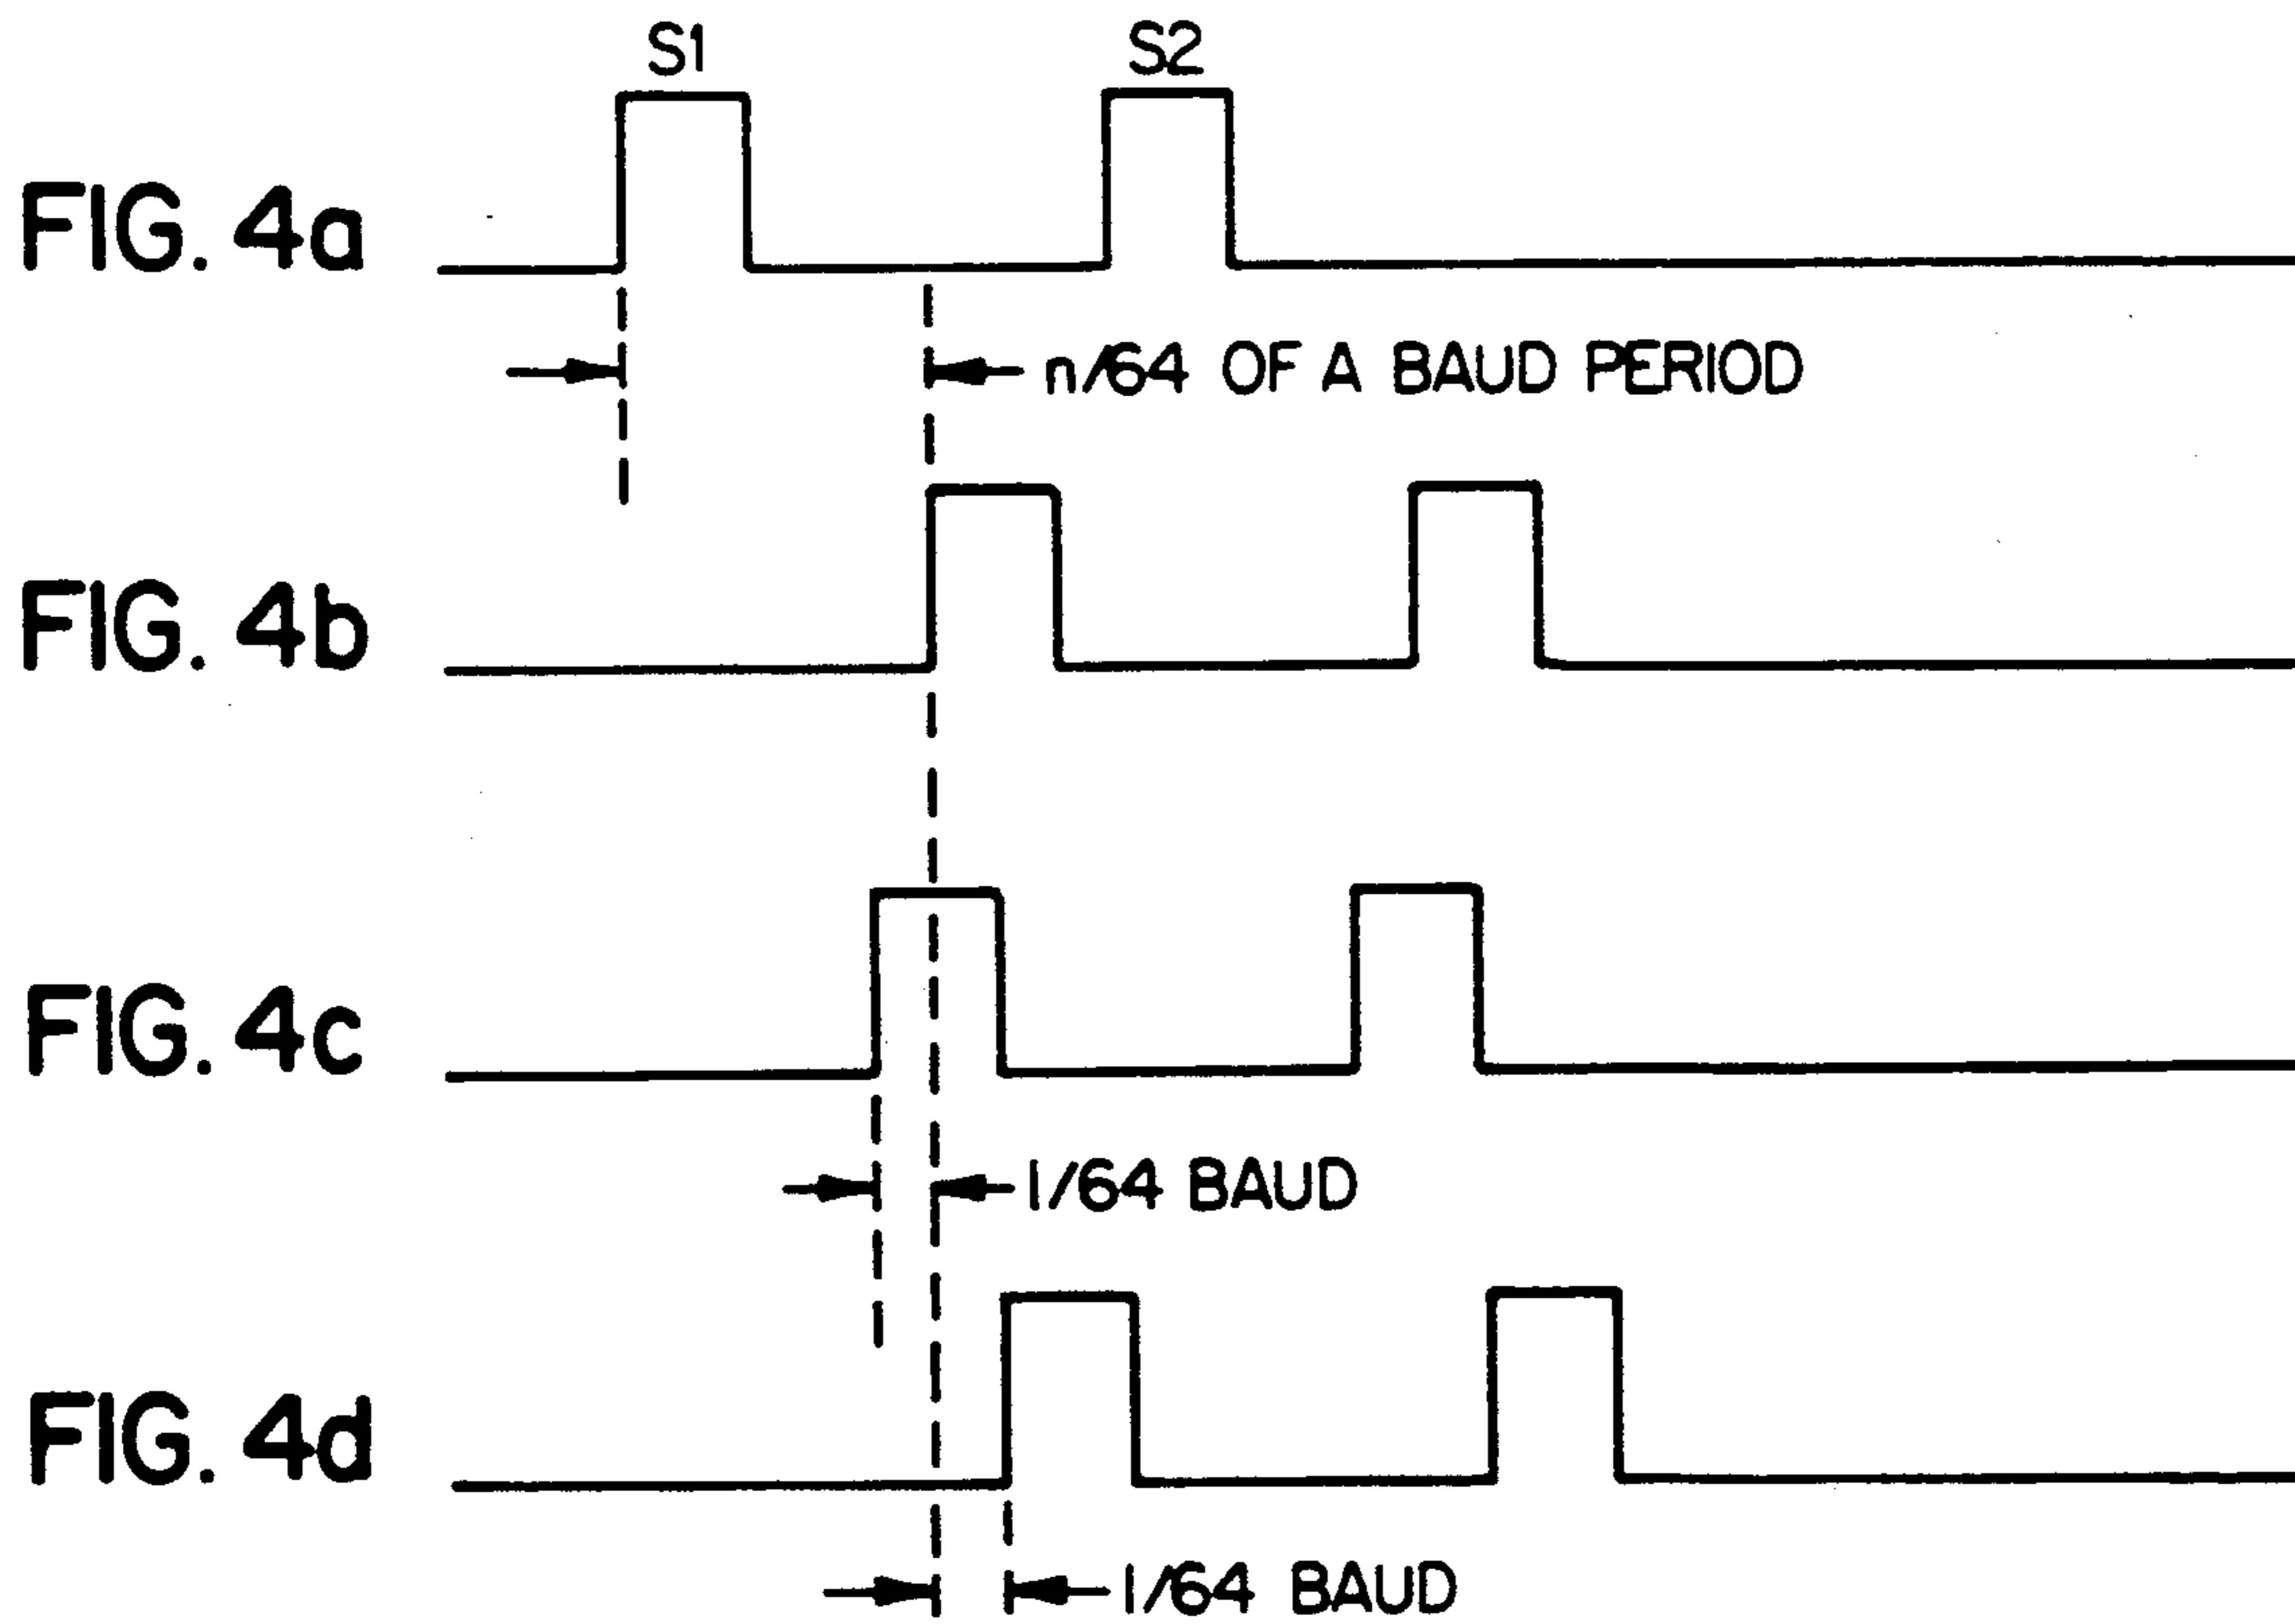 S1 S2
FIG. 4a
n/64 OF A BAUD PERIOD
FIG. 4b
FIG. 4c
1/64 BAUD
FIG. 4d
1/64 BAUD